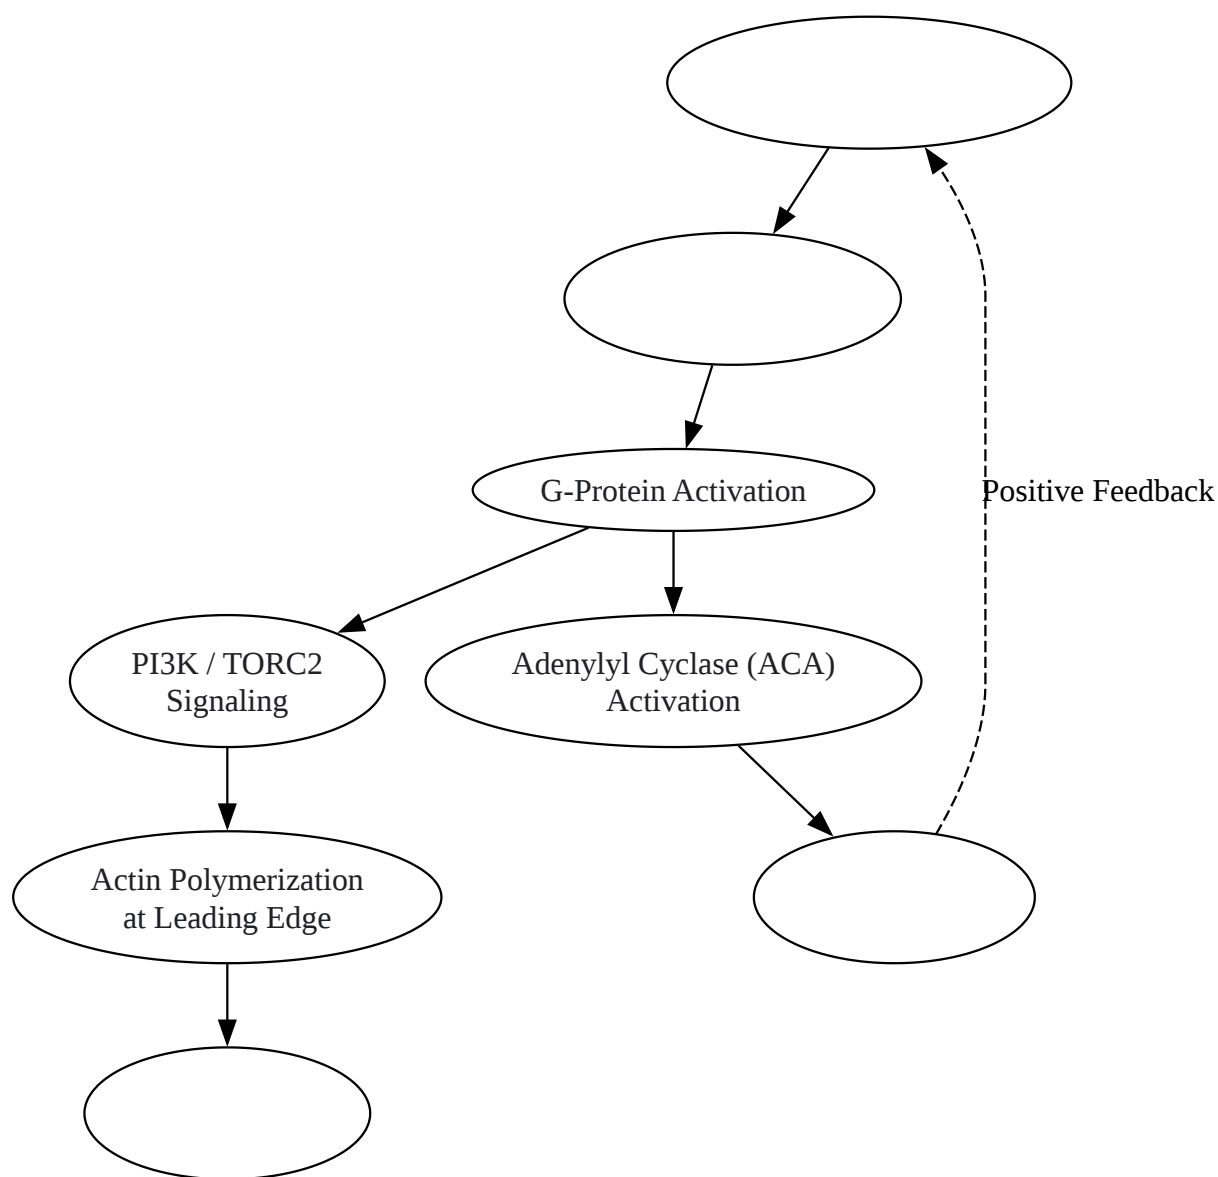 G-Protein Activation
Positive Feedback
PI3K / TORC2
Signaling
Adenylyl Cyclase (ACA)
Activation
Actin Polymerization
at Leading Edge